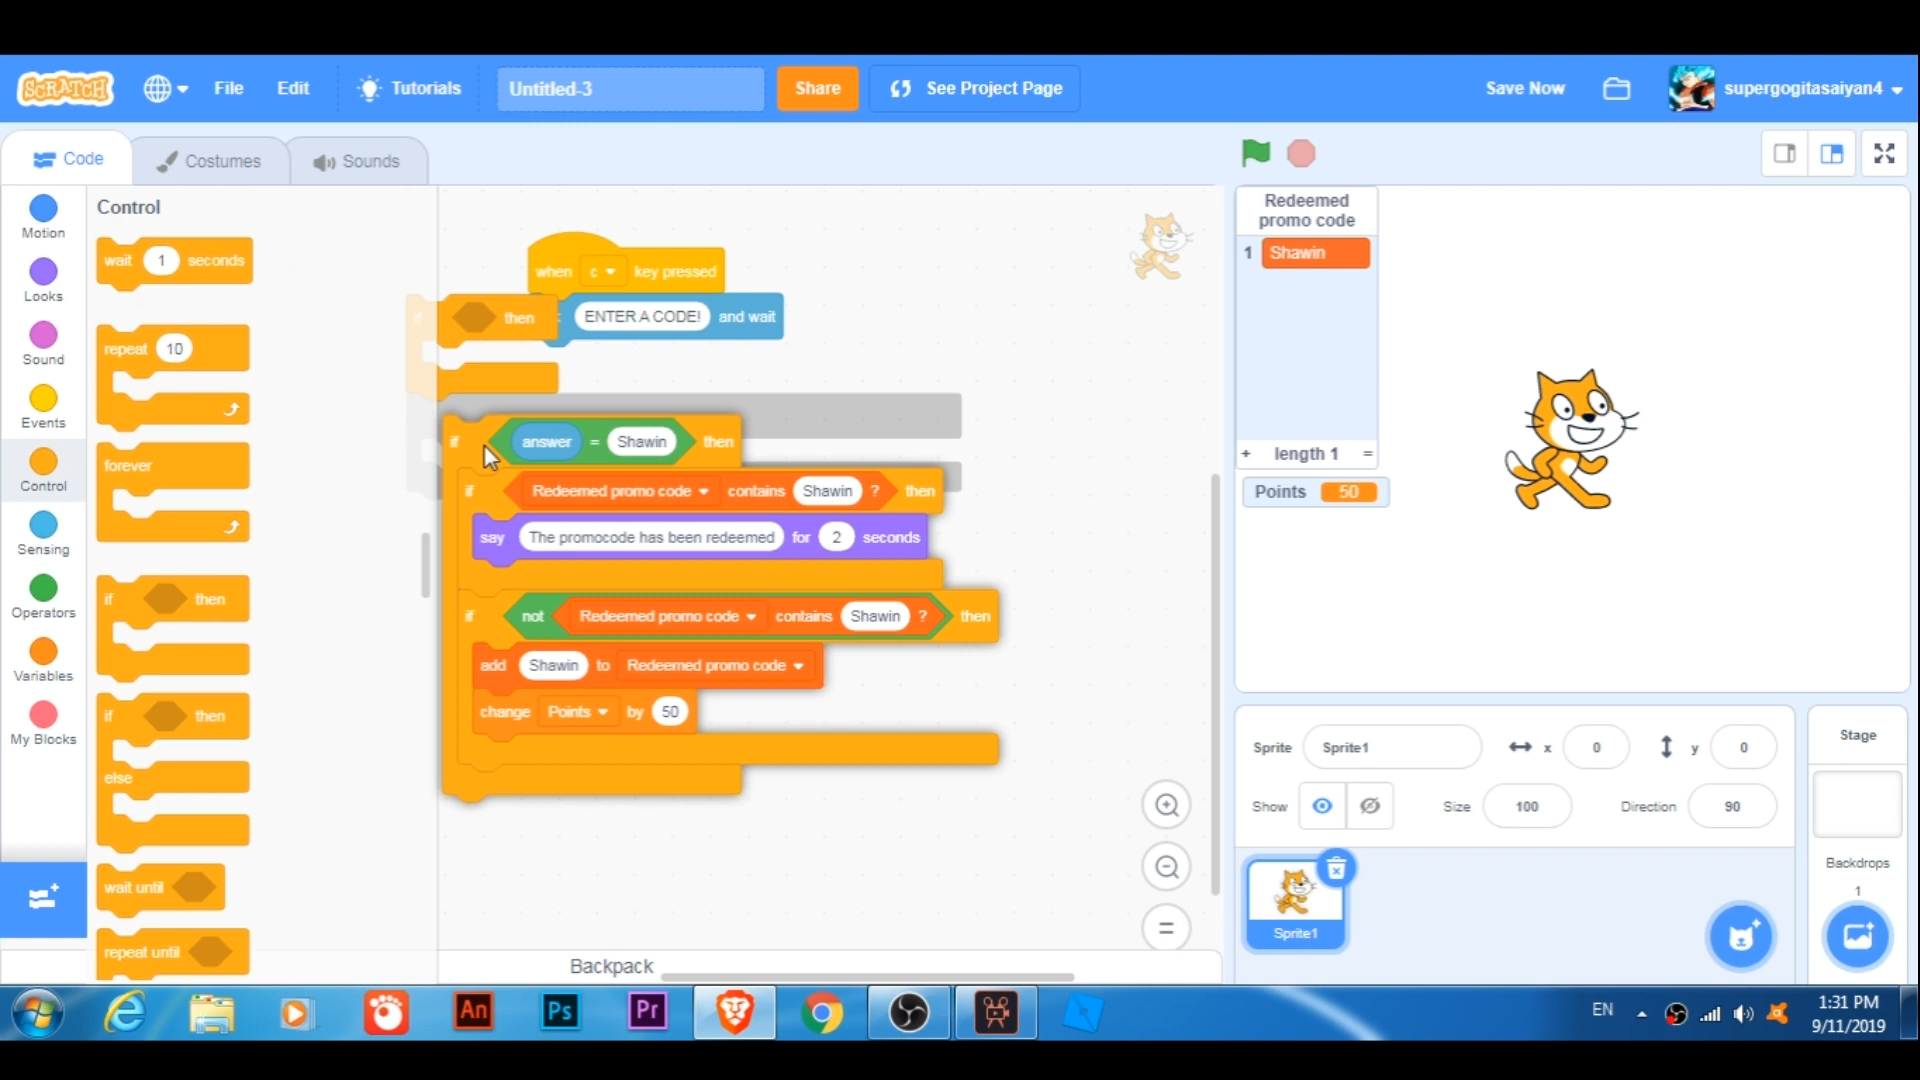 SCRATCH
File
Edit
Tutorials
Untitled-3
Share
See Project Page
Save Now
supergogitasaiyan4
Code
Costumes
Sounds
Motion
Looks
Sound
Events
Control
Sensing
Operators
Variables
My Blocks
Control
wait 1 seconds
repeat 10
forever
if then
if then
else
wait until
repeat until
when c key pressed
ENTER A CODE! and wait
if then
if answer = Shawin then
if Redeemed promo code contains Shawin ? then
say The promocode has been redeemed for 2 seconds
if not Redeemed promo code contains Shawin ? then
add Shawin to Redeemed promo code
change Points by 50
Backpack
Redeemed
promo code
1 Shawin
+ length 1 =
Points 50
Sprite Sprite1 x 0 y 0
Show Size 100 Direction 90
Sprite1
Stage
Backdrops
1
An
Ps
Pr
EN
1:31 PM
9/11/2019